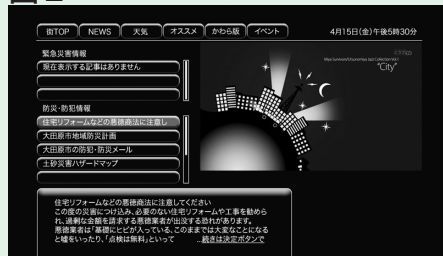 街TOP NEWS 天気 オススメ かわら版 イベント 4月15日(金)午後5時30分
緊急災害情報
現在表示する記事はありません
防災・防犯情報
住宅リフォームなどの悪徳商法に注意し
大田原市地域防災計画
大田原市の防犯・防災メール
土砂災害ハザードマップ
"City"
住宅リフォームなどの悪徳商法に注意してください
この度の災害につけ込み、必要のない住宅リフォームや工事を勧めら
れ、過剰な金額を請求する悪徳業者が出没する恐れがあります。
悪徳業者は「基礎にヒビが入っている、このままでは大変なことになる
と嘘をいったり、「点検は無料」といって ...続きは決定ボタンで